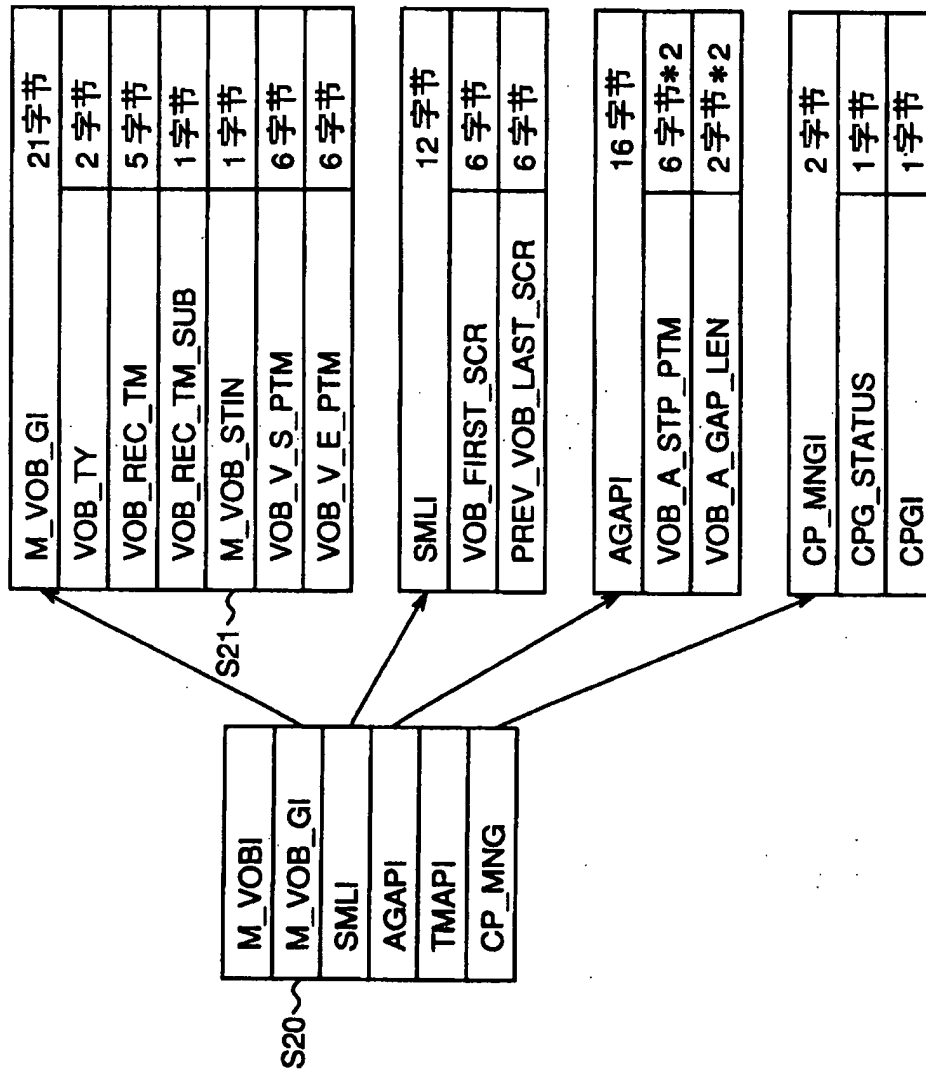 S20
M_VOBI
M_VOB_GI
SMLI
AGAPI
TMAPI
CP_MNG
S21
M_VOB_GI 21字节
VOB_TY 2字节
VOB_REC_TM 5字节
VOB_REC_TM_SUB 1字节
M_VOB_STIN 1字节
VOB_V_S_PTM 6字节
VOB_V_E_PTM 6字节
SMLI 12字节
VOB_FIRST_SCR 6字节
PREV_VOB_LAST_SCR 6字节
AGAPI 16字节
VOB_A_STP_PTM 6字节*2
VOB_A_GAP_LEN 2字节*2
CP_MNGI 2字节
CPG_STATUS 1字节
CPGI 1字节